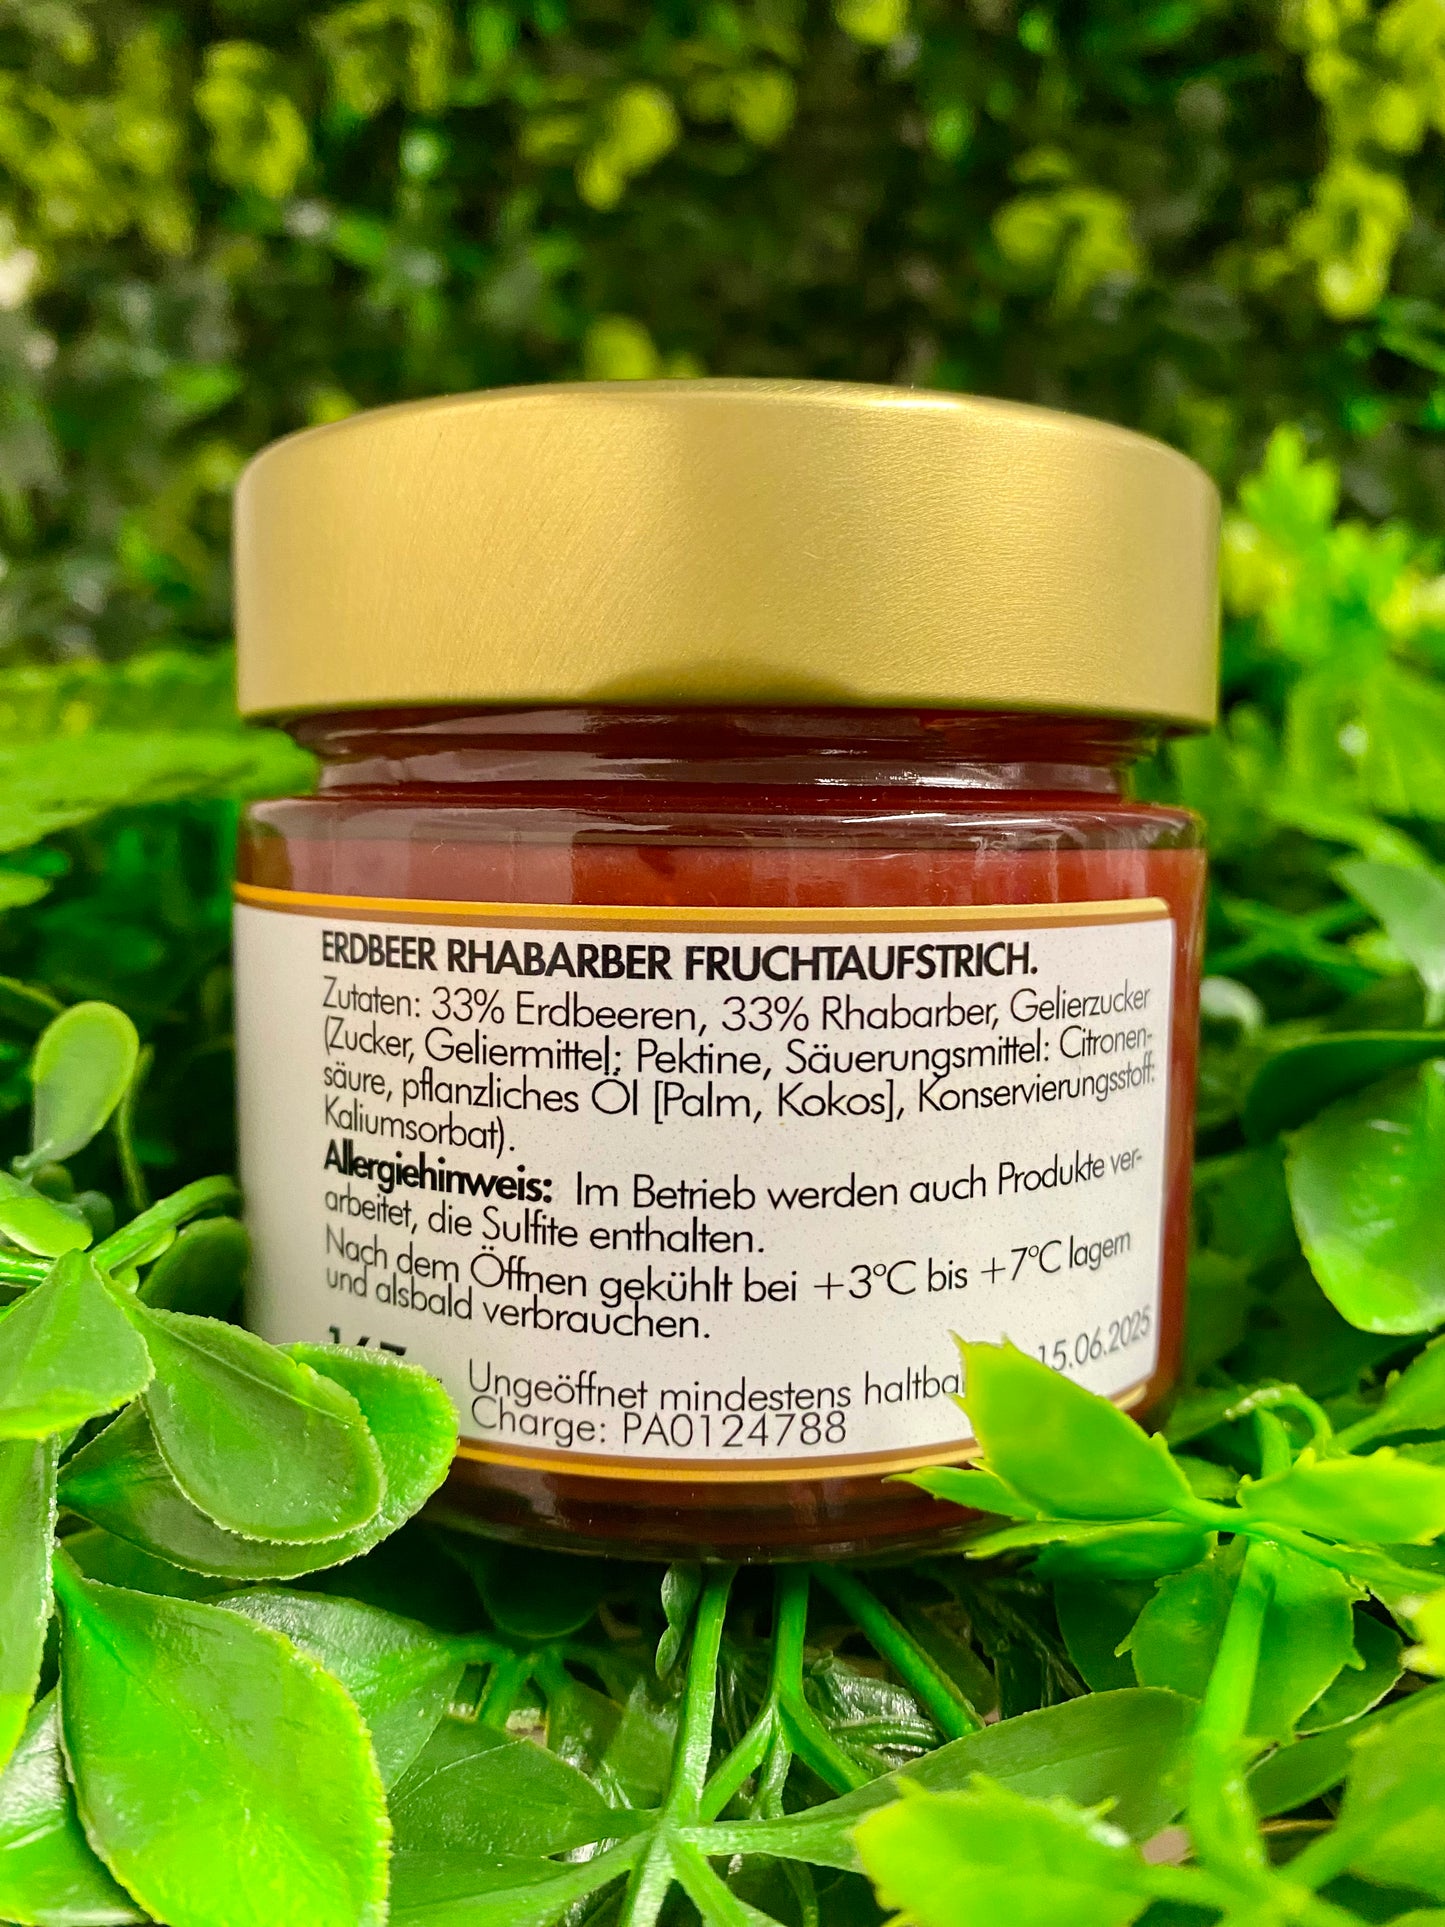 ERDBEER RHABARBER FRUCHTAUFSTRICH.
Zutaten: 33% Erdbeeren, 33% Rhabarber, Gelierzucker
(Zucker, Geliermittel: Pektine, Säuerungsmittel: Citronen-
säure, pflanzliches Öl [Palm, Kokos], Konservierungsstoff:
Kaliumsorbat).
Allergiehinweis: Im Betrieb werden auch Produkte ver-
arbeitet, die Sulfite enthalten.
Nach dem Öffnen gekühlt bei +3°C bis +7°C lagern
und alsbald verbrauchen.
Ungeöffnet mindestens 15.06.2025
Charge: PA0124788